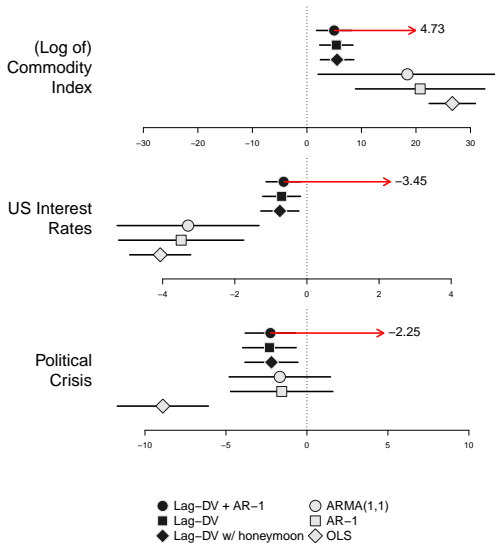 (Log of)
Commodity
Index
4.73
−30 −20 −10 0 10 20 30
US Interest
Rates
−3.45
−4 −2 0 2 4
Political
Crisis
−2.25
−10 −5 0 5 10
Lag−DV + AR−1
Lag−DV
Lag−DV w/ honeymoon
ARMA(1,1)
AR−1
OLS